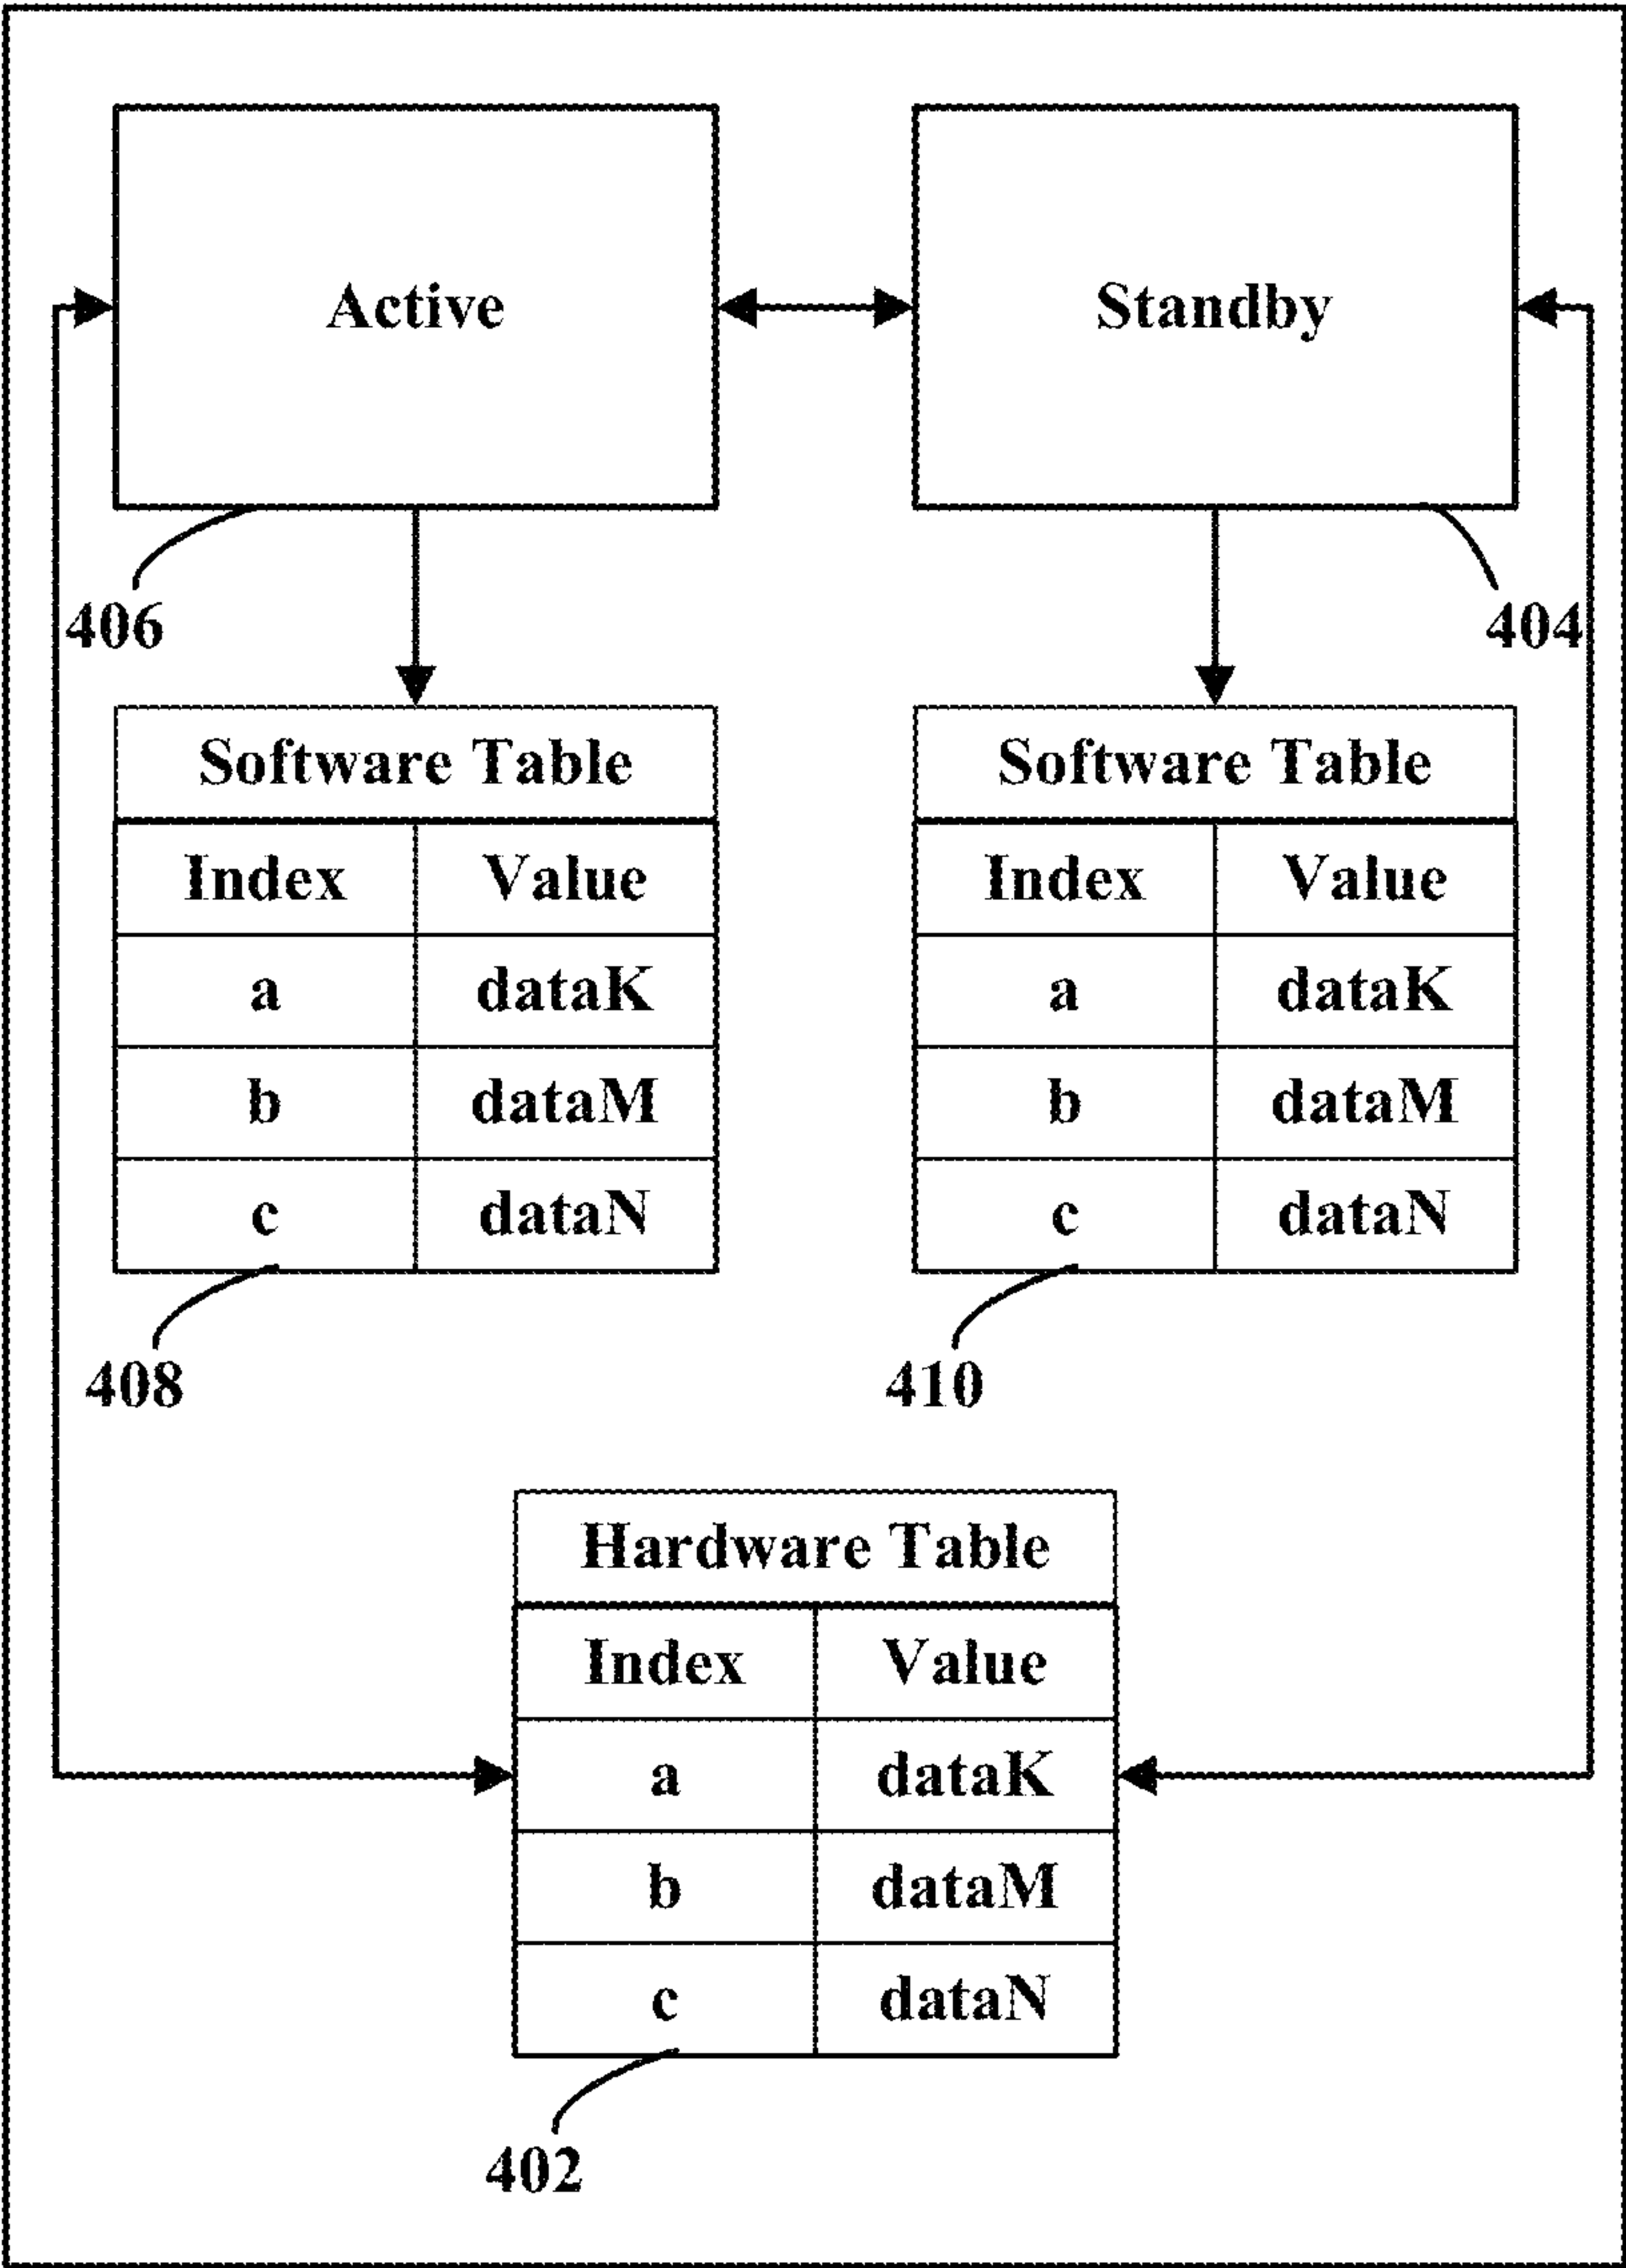 Active
Standby
406
404
Software Table
Index Value
a dataK
b dataM
c dataN
408
Software Table
Index Value
a dataK
b dataM
c dataN
410
Hardware Table
Index Value
a dataK
b dataM
c dataN
402